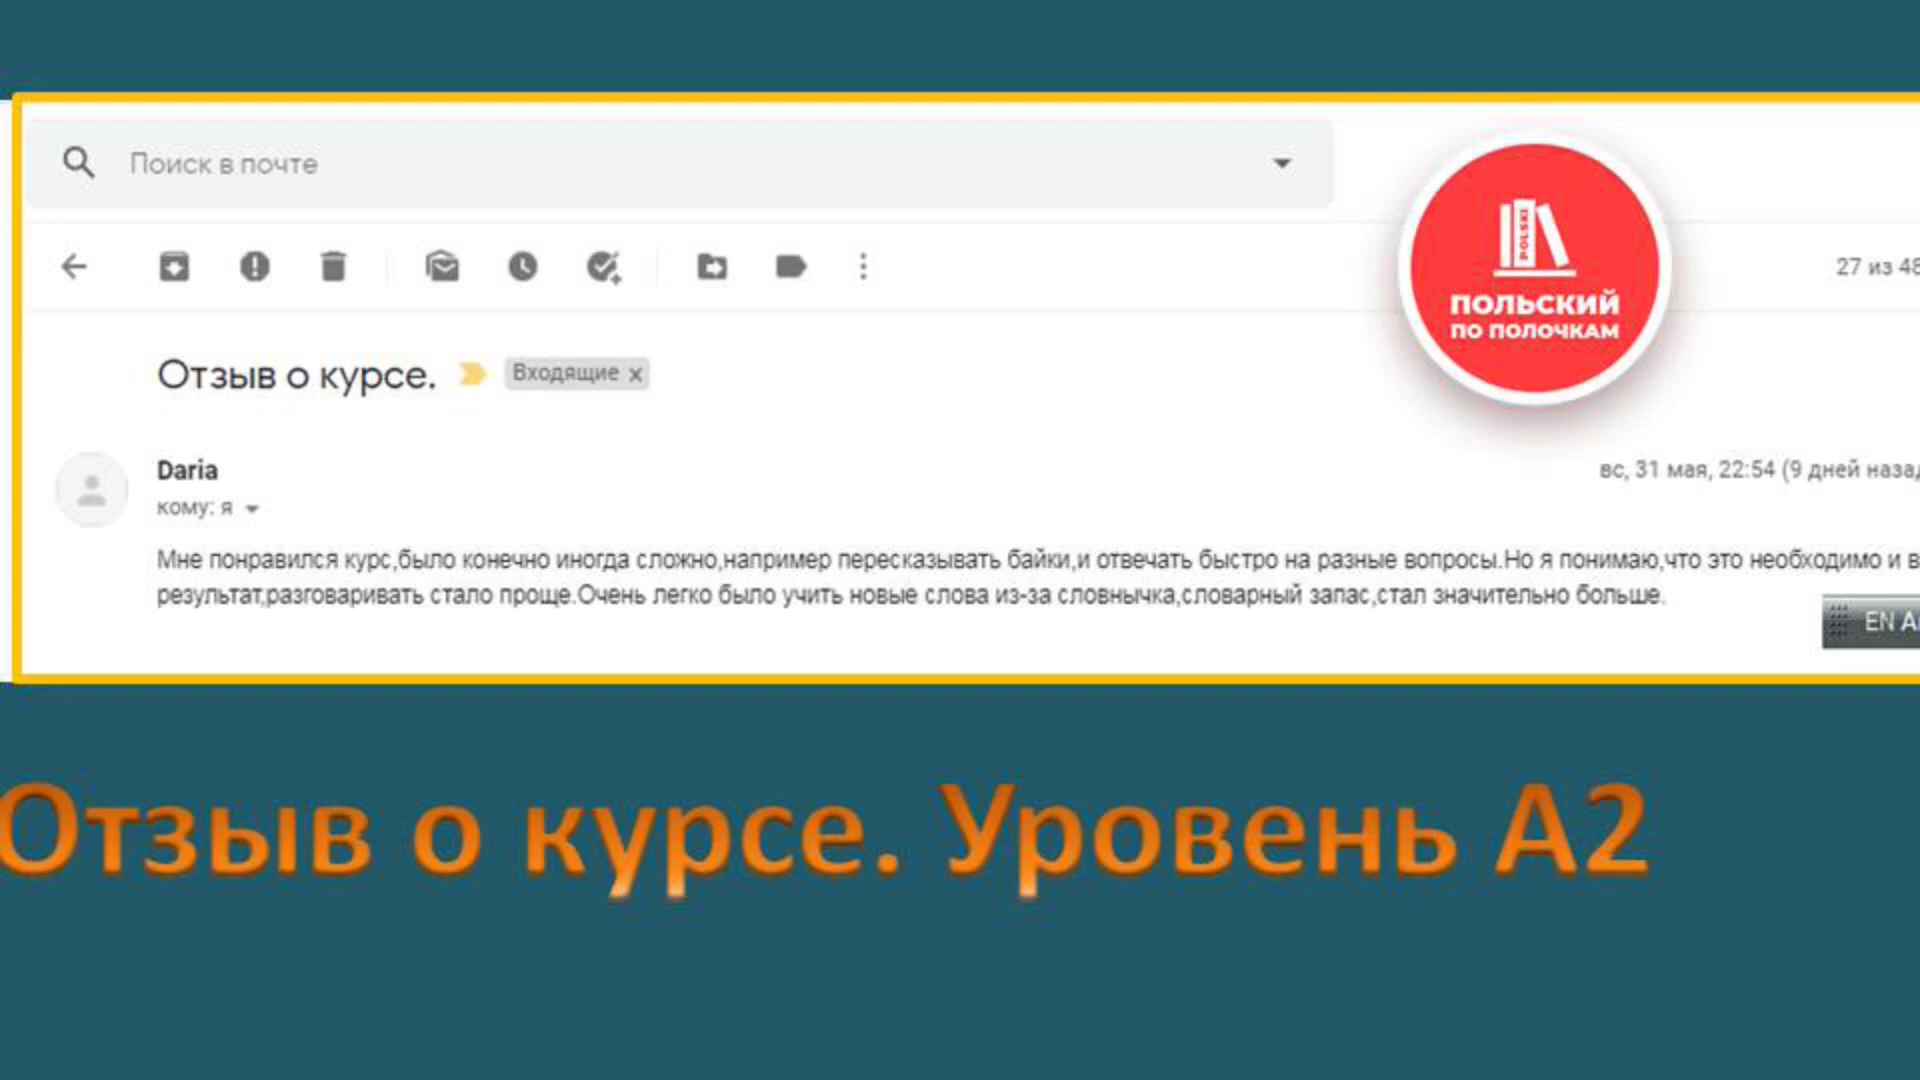 Поиск в почте
POLSKI
ПОЛЬСКИЙ
ПО ПОЛОЧКАМ
27 из 48
Отзыв о курсе. Входящие x
Daria
вс, 31 мая, 22:54 (9 дней назад
кому: я
Мне понравился курс,было конечно иногда сложно,например пересказывать байки,и отвечать быстро на разные вопросы.Но я понимаю,что это необходимо и в
результат,разговаривать стало проще.Очень легко было учить новые слова из-за словнычка,словарный запас,стал значительно больше.
EN
Отзыв о курсе. Уровень А2